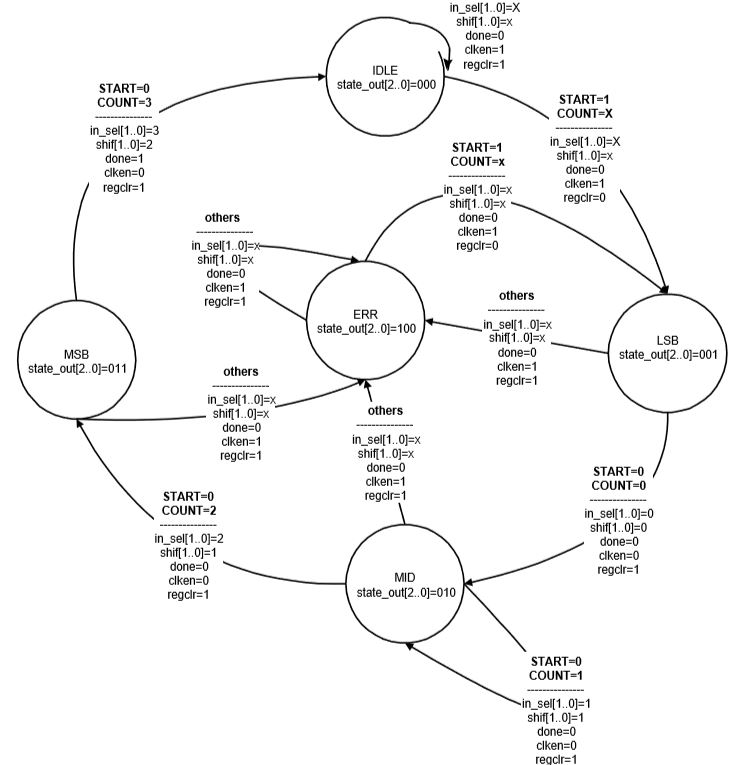 in_sel[1..0]=X
shif[1..0]=x
done=0
clken=1
regclr=1
IDLE
state_out[2..0]=000
START=0
COUNT=3
---------------
in_sel[1..0]=3
shif[1..0]=2
done=1
clken=0
regclr=1
START=1
COUNT=X
---------------
in_sel[1..0]=X
shif[1..0]=x
done=0
clken=1
regclr=0
START=1
COUNT=x
---------------
in_sel[1..0]=x
shif[1..0]=x
done=0
clken=1
regclr=0
others
---------------
in_sel[1..0]=x
shif[1..0]=x
done=0
clken=1
regclr=1
ERR
state_out[2..0]=100
others
---------------
in_sel[1..0]=x
shif[1..0]=x
done=0
clken=1
regclr=1
LSB
state_out[2..0]=001
MSB
state_out[2..0]=011
others
---------------
in_sel[1..0]=x
shif[1..0]=x
done=0
clken=1
regclr=1
others
---------------
in_sel[1..0]=x
shif[1..0]=x
done=0
clken=1
regclr=1
START=0
COUNT=0
---------------
in_sel[1..0]=0
shif[1..0]=0
done=0
clken=0
regclr=1
START=0
COUNT=2
---------------
in_sel[1..0]=2
shif[1..0]=1
done=0
clken=0
regclr=1
MID
state_out[2..0]=010
START=0
COUNT=1
---------------
in_sel[1..0]=1
shif[1..0]=1
done=0
clken=0
regclr=1